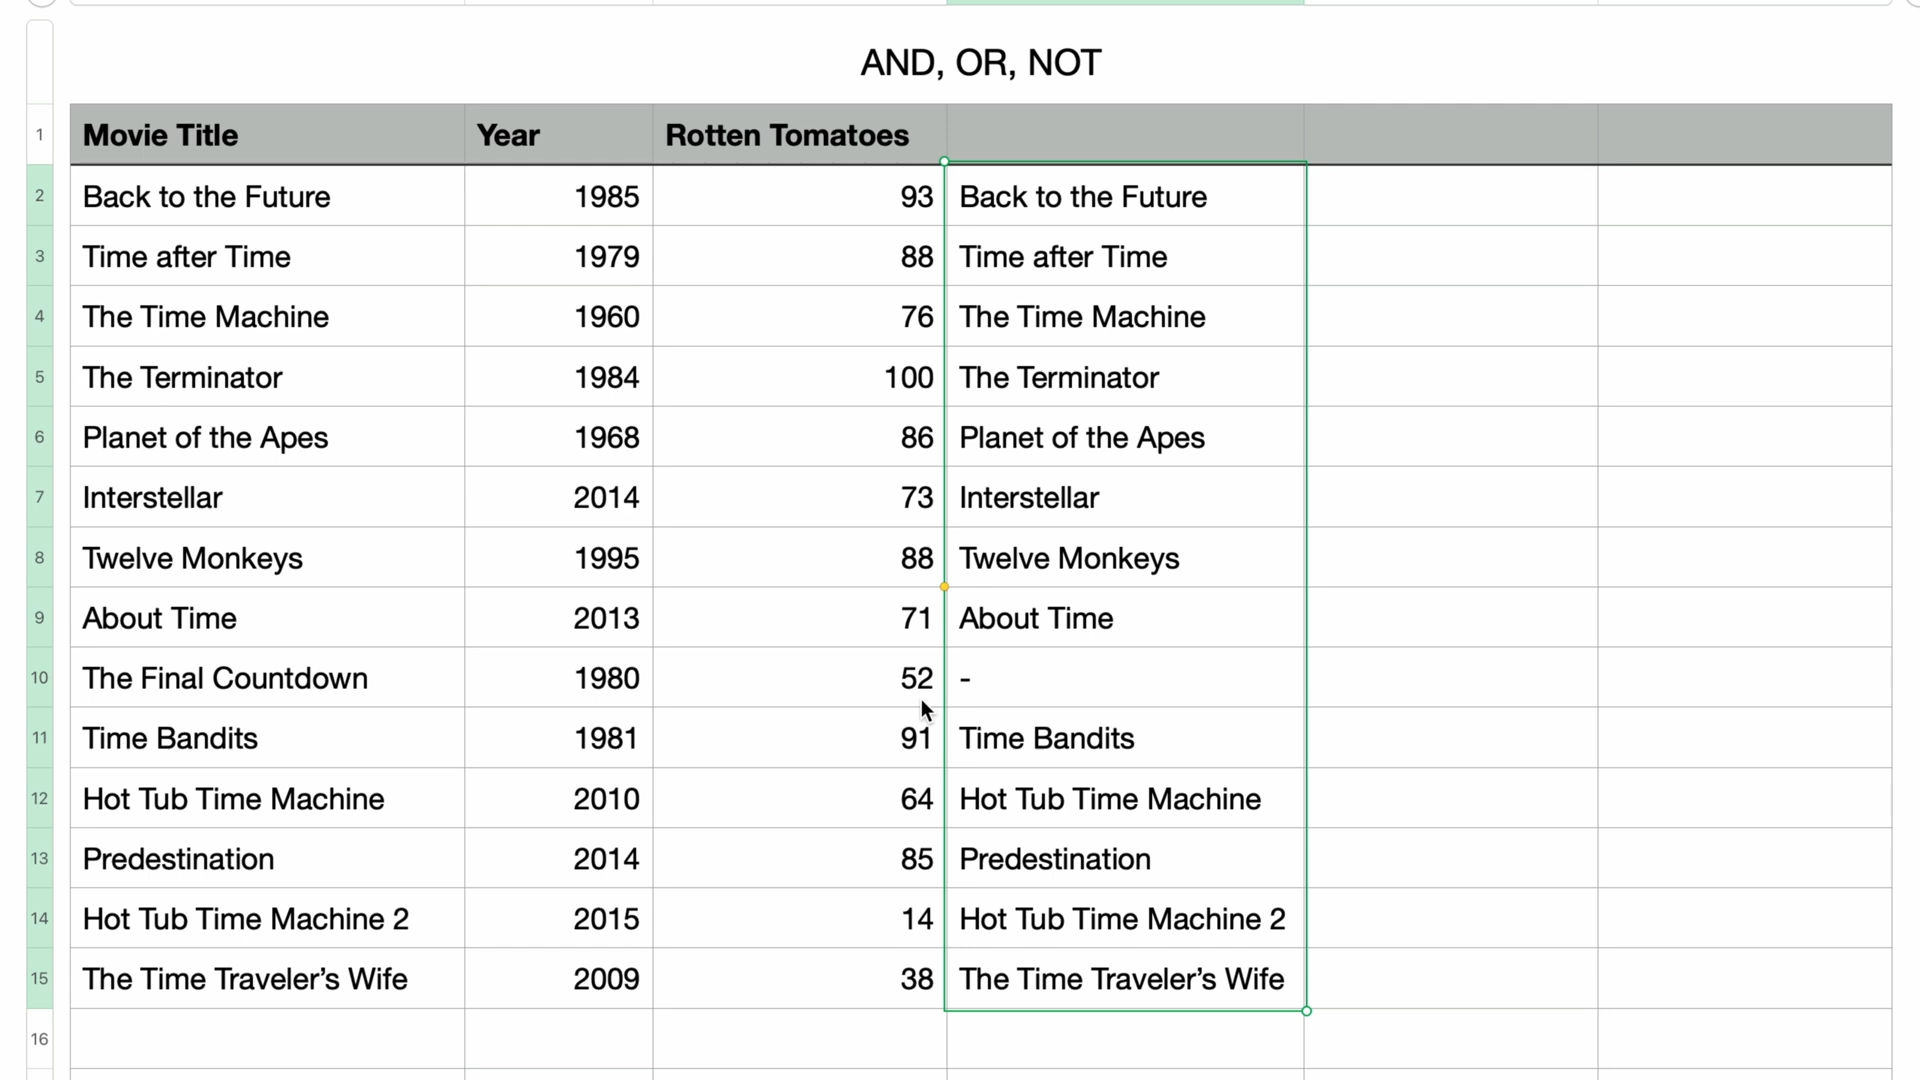 AND, OR, NOT
1 Movie Title Year Rotten Tomatoes
2 Back to the Future 1985 93 Back to the Future
3 Time after Time 1979 88 Time after Time
4 The Time Machine 1960 76 The Time Machine
5 The Terminator 1984 100 The Terminator
6 Planet of the Apes 1968 86 Planet of the Apes
7 Interstellar 2014 73 Interstellar
8 Twelve Monkeys 1995 88 Twelve Monkeys
9 About Time 2013 71 About Time
10 The Final Countdown 1980 52 -
11 Time Bandits 1981 91 Time Bandits
12 Hot Tub Time Machine 2010 64 Hot Tub Time Machine
13 Predestination 2014 85 Predestination
14 Hot Tub Time Machine 2 2015 14 Hot Tub Time Machine 2
15 The Time Traveler’s Wife 2009 38 The Time Traveler’s Wife
16